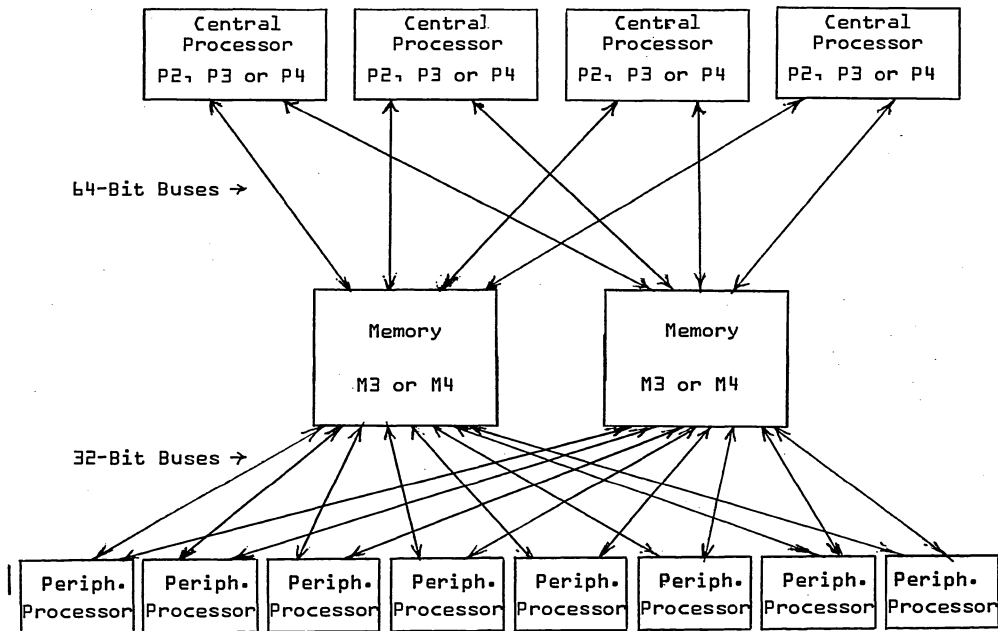 Central
Processor
P2, P3 or P4
Central
Processor
P2, P3 or P4
Central
Processor
P2, P3 or P4
Central
Processor
P2, P3 or P4
64-Bit Buses →
Memory
M3 or M4
Memory
M3 or M4
32-Bit Buses →
Periph.
Processor
Periph.
Processor
Periph.
Processor
Periph.
Processor
Periph.
Processor
Periph.
Processor
Periph.
Processor
Periph.
Processor